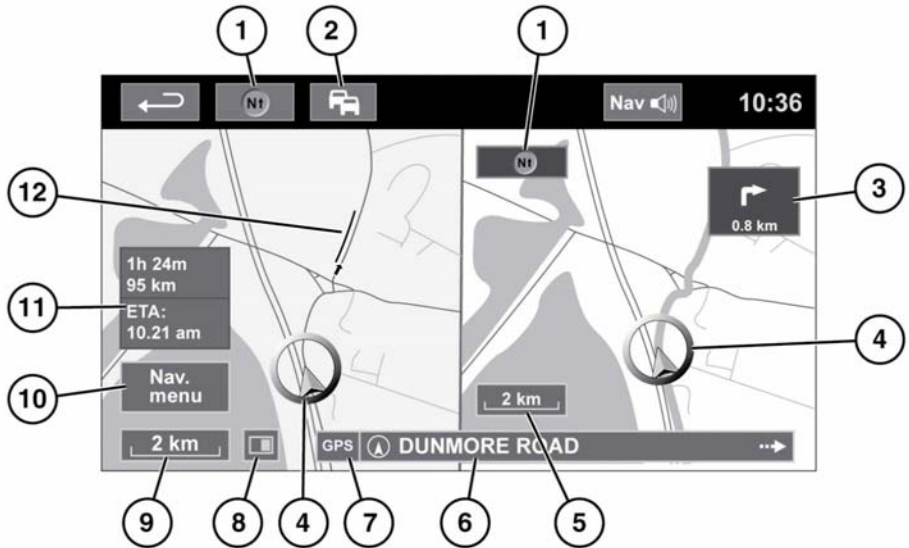 1
2
1
Nt
Nav
10:36
Nt
3
0.8 km
12
1h 24m
95 km
11
ETA:
10.21 am
4
10
Nav.
menu
2 km
2 km
GPS
DUNMORE ROAD
9
8
4
7
6
5